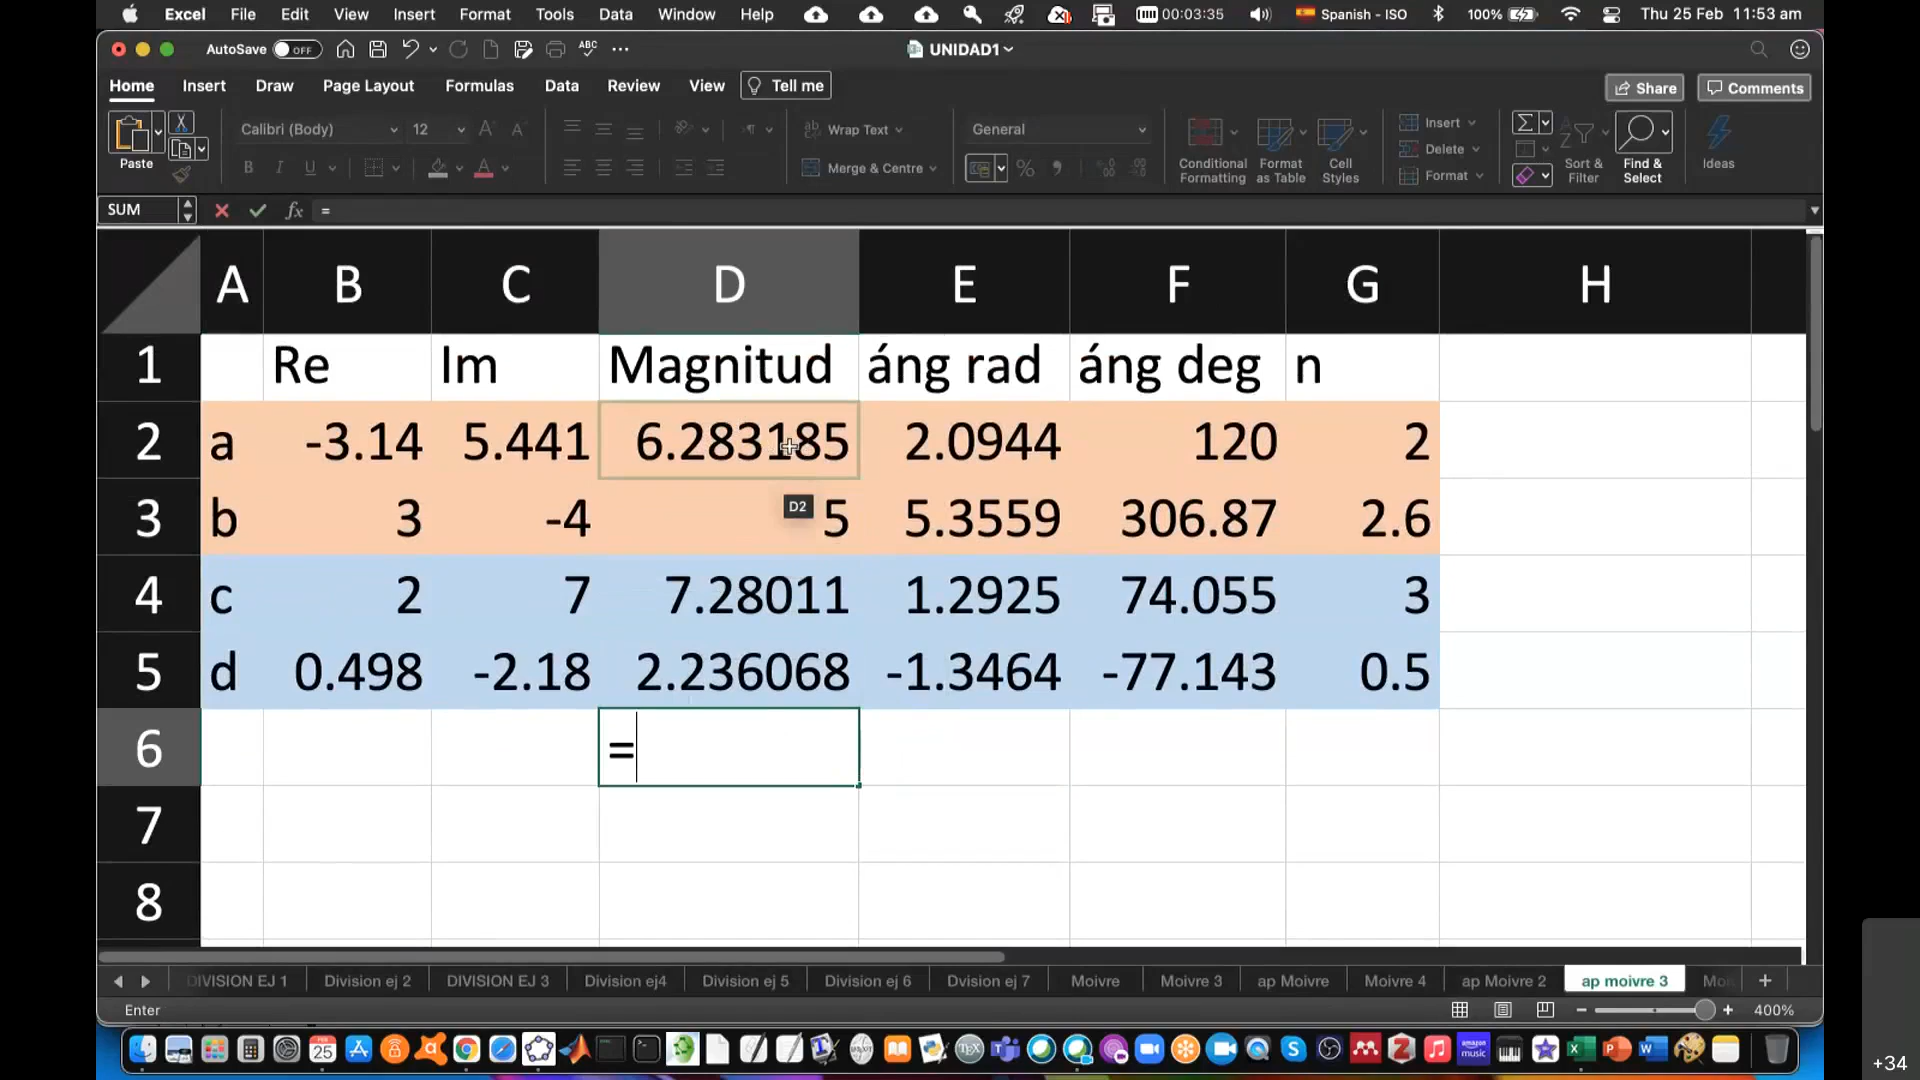 Excel File Edit View Insert Format Tools Data Window Help 00:03:35 Spanish - ISO 100% Thu 25 Feb 11:53 am
AutoSave OFF ABC ... UNIDAD1
Home Insert Draw Page Layout Formulas Data Review View Tell me Share Comments
Paste Calibri (Body) 12 Wrap Text General Conditional Formatting Format as Table Cell Styles Insert Sort & Filter Find & Select Ideas
B I U Merge & Centre Delete
Format
SUM fx =
A B C D E F G H
1 Re Im Magnitud áng rad áng deg n
2 a -3.14 5.441 6.283185 2.0944 120 2
3 b 3 -4 5 5.3559 306.87 2.6
D2
4 c 2 7 7.28011 1.2925 74.055 3
5 d 0.498 -2.18 2.236068 -1.3464 -77.143 0.5
6 =
7
8
DIVISION EJ 1 Division ej 2 DIVISION EJ 3 Division ej4 Division ej 5 Division ej 6 Dvision ej 7 Moivre Moivre 3 ap Moivre Moivre 4 ap Moivre 2 ap moivre 3 +
Enter 400%
+34